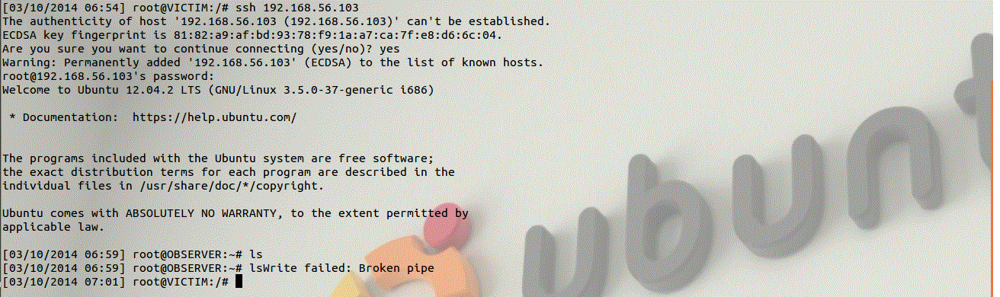 [03/10/2014 06:54] root@VICTIM:/# ssh 192.168.56.103
The authenticity of host '192.168.56.103 (192.168.56.103)' can't be established.
ECDSA key fingerprint is 81:82:a9:af:bd:93:78:f9:1a:a7:ca:7f:e8:d6:6c:04.
Are you sure you want to continue connecting (yes/no)? yes
Warning: Permanently added '192.168.56.103' (ECDSA) to the list of known hosts.
root@192.168.56.103's password:
Welcome to Ubuntu 12.04.2 LTS (GNU/Linux 3.5.0-37-generic i686)
* Documentation:  https://help.ubuntu.com/
The programs included with the Ubuntu system are free software;
the exact distribution terms for each program are described in the
individual files in /usr/share/doc/*/copyright.
Ubuntu comes with ABSOLUTELY NO WARRANTY, to the extent permitted by
applicable law.
[03/10/2014 06:59] root@OBSERVER:~# ls
[03/10/2014 06:59] root@OBSERVER:~# lsWrite failed: Broken pipe
[03/10/2014 07:01] root@VICTIM:/#
ubunt